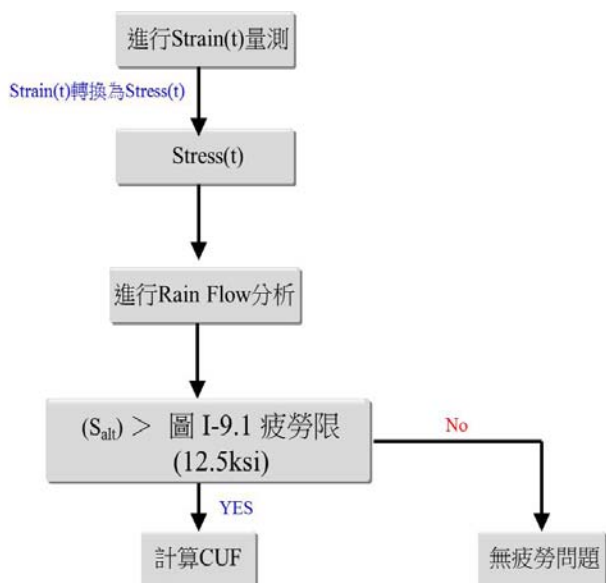 進行Strain(t)量測
Strain(t)轉換為Stress(t)
Stress(t)
進行Rain Flow分析
(Salt) ＞ 圖 I-9.1 疲勞限
(12.5ksi)
No
YES
計算CUF
無疲勞問題